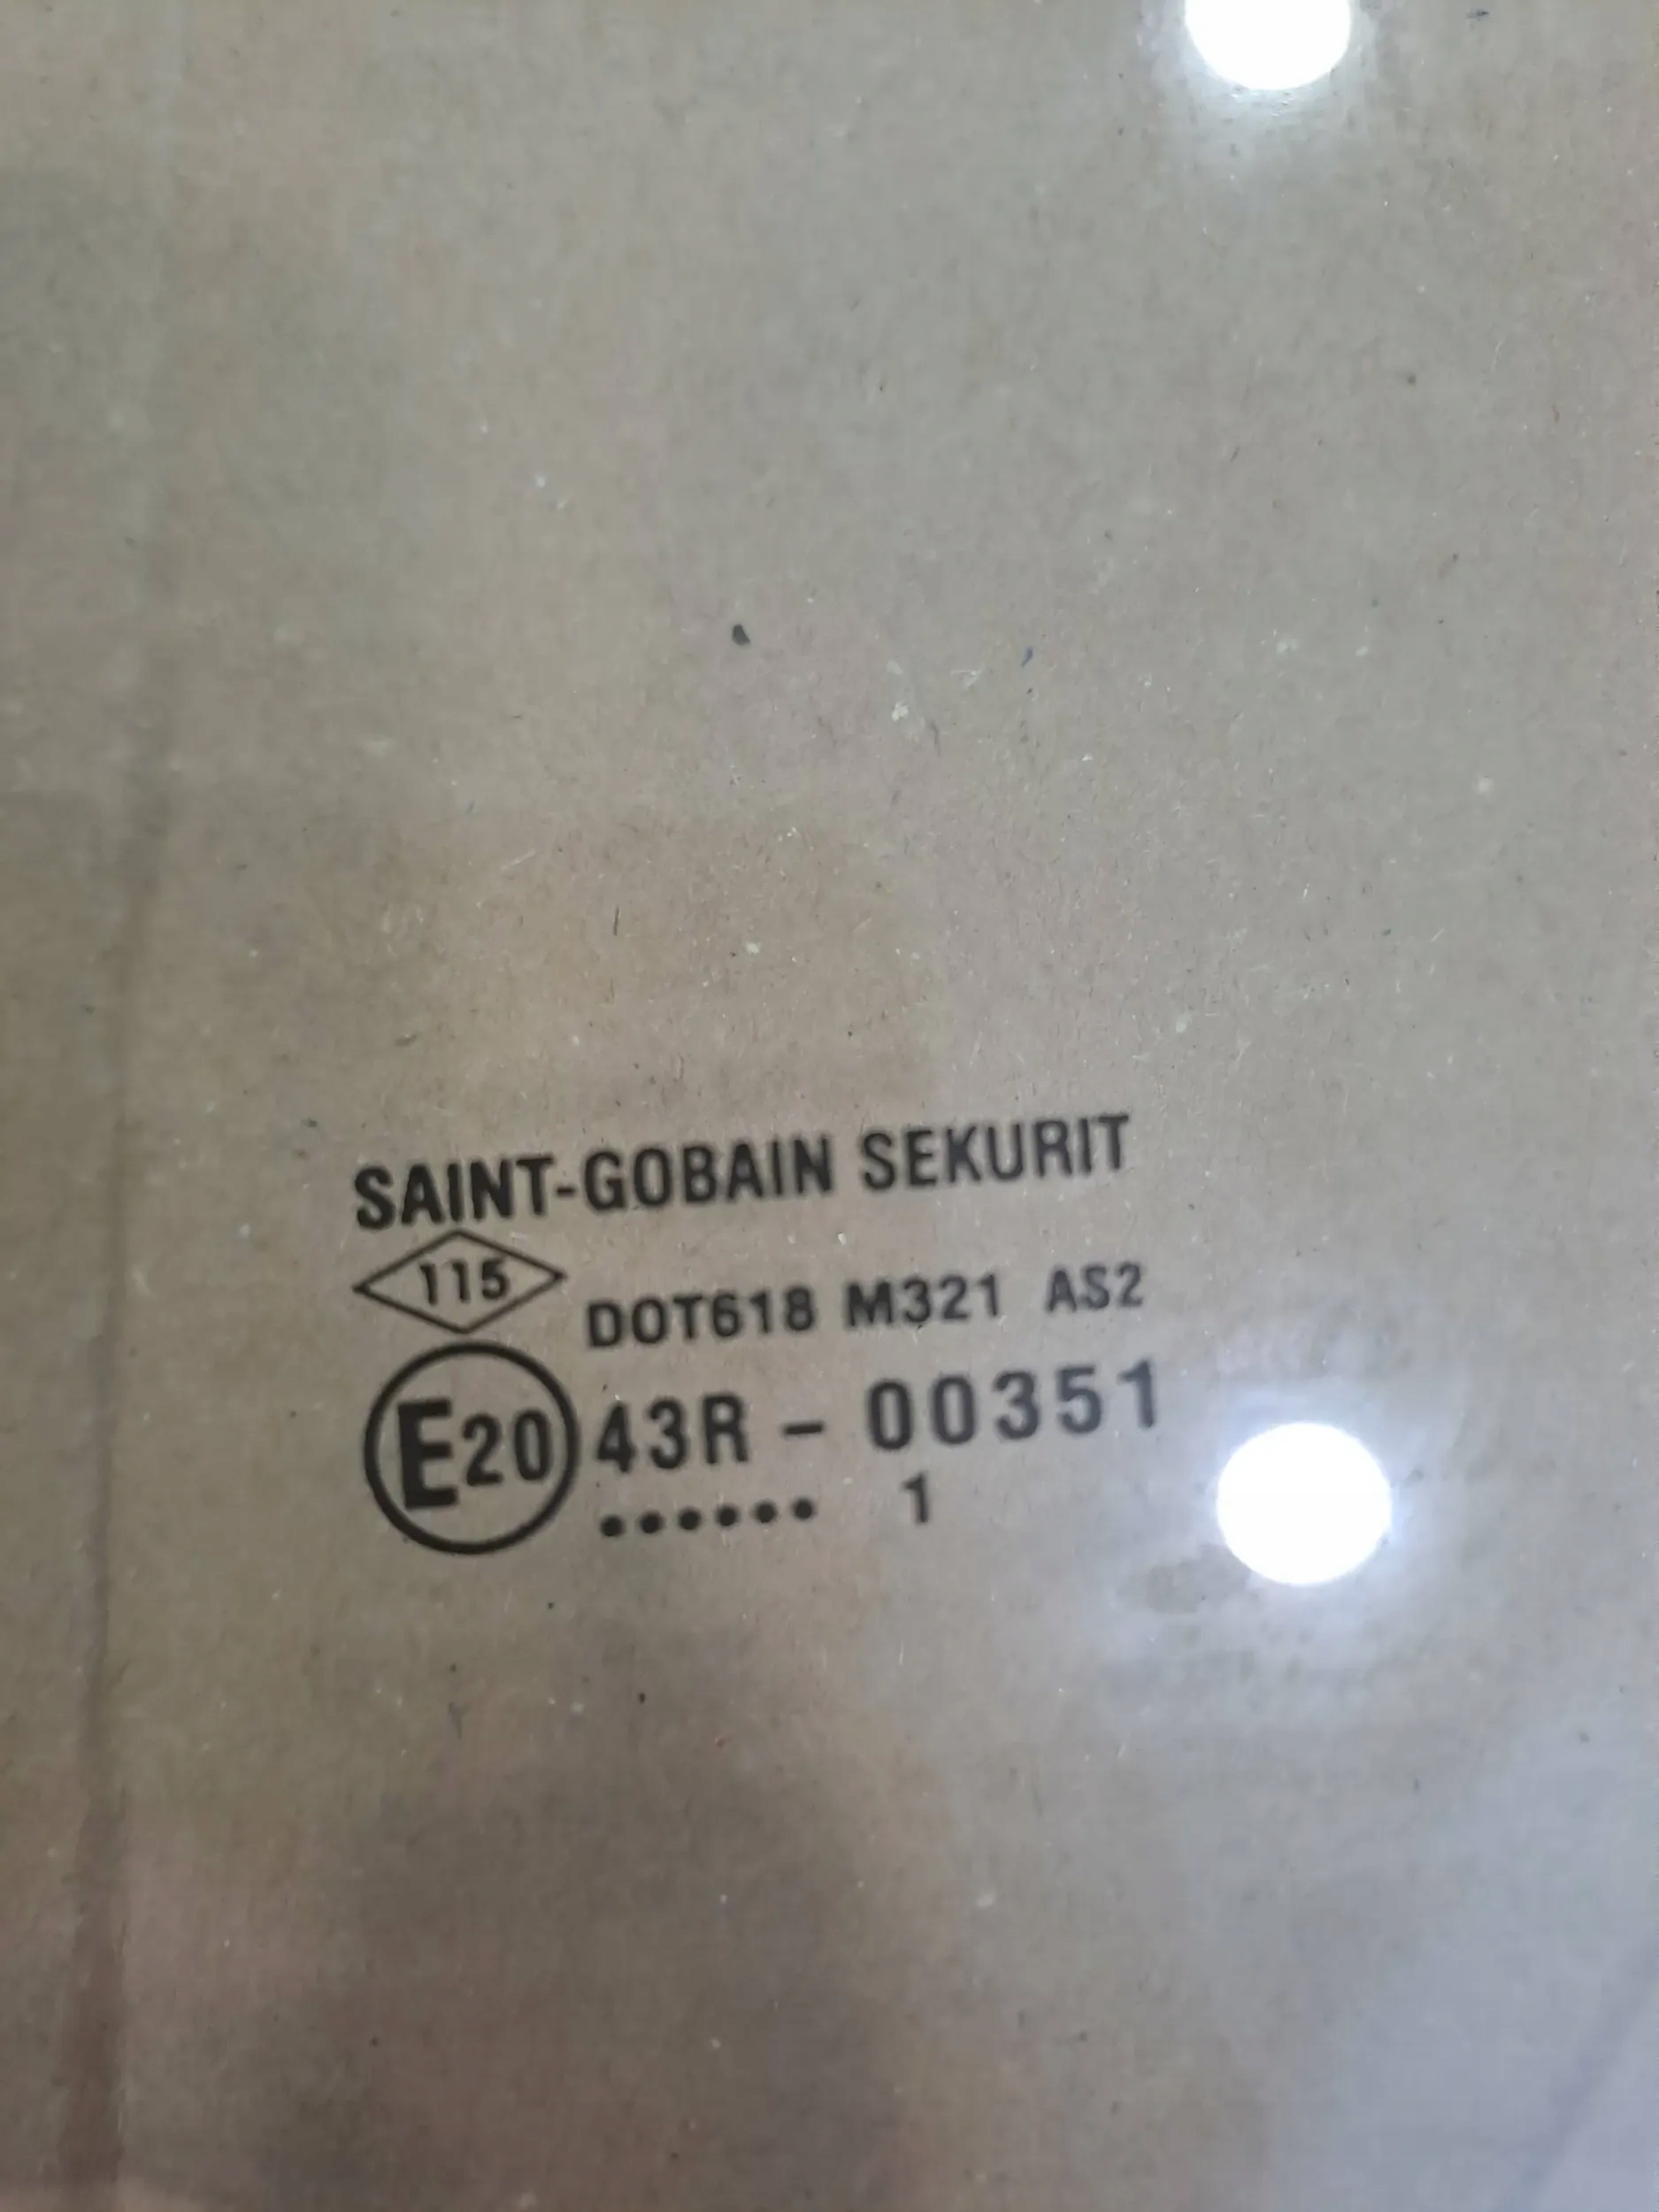 SAINT-GOBAIN SEKURIT
115 DOT618 M321 AS2
E20 43R - 00351
...... 1